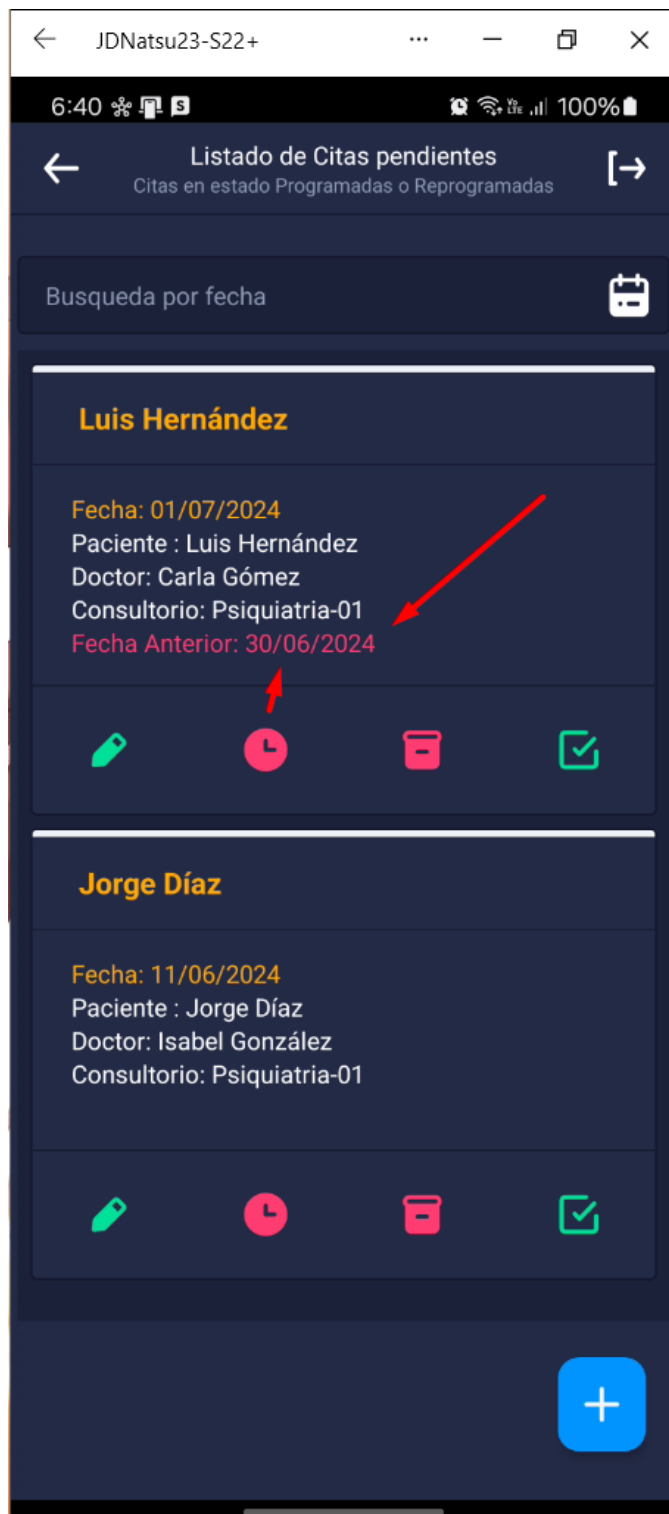 JDNatsu23-S22+
6:40
100%
Listado de Citas pendientes
Citas en estado Programadas o Reprogramadas
Busqueda por fecha
Luis Hernández
Fecha: 01/07/2024
Paciente : Luis Hernández
Doctor: Carla Gómez
Consultorio: Psiquiatria-01
Fecha Anterior: 30/06/2024
Jorge Díaz
Fecha: 11/06/2024
Paciente : Jorge Díaz
Doctor: Isabel González
Consultorio: Psiquiatria-01